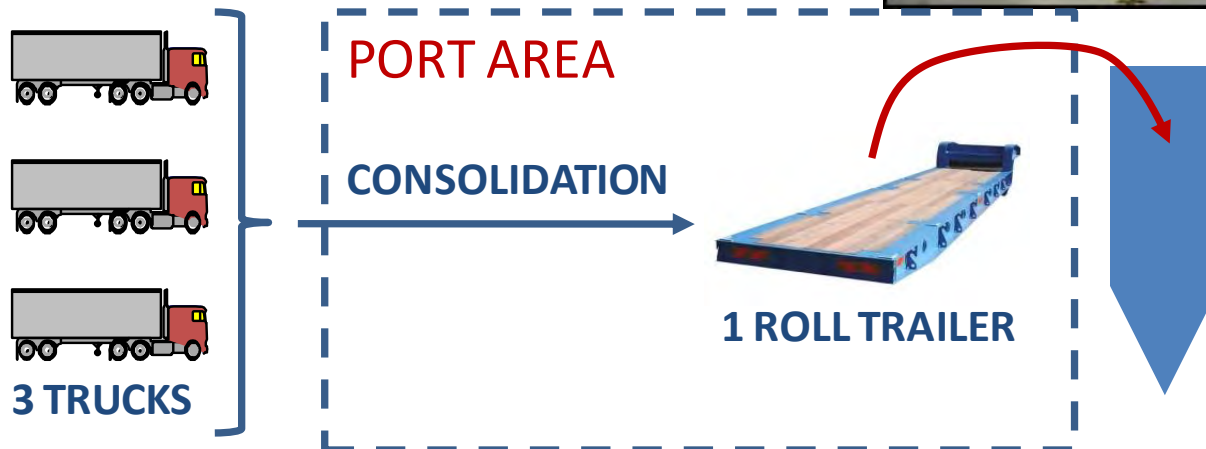 PORT AREA
CONSOLIDATION
1 ROLL TRAILER
3 TRUCKS